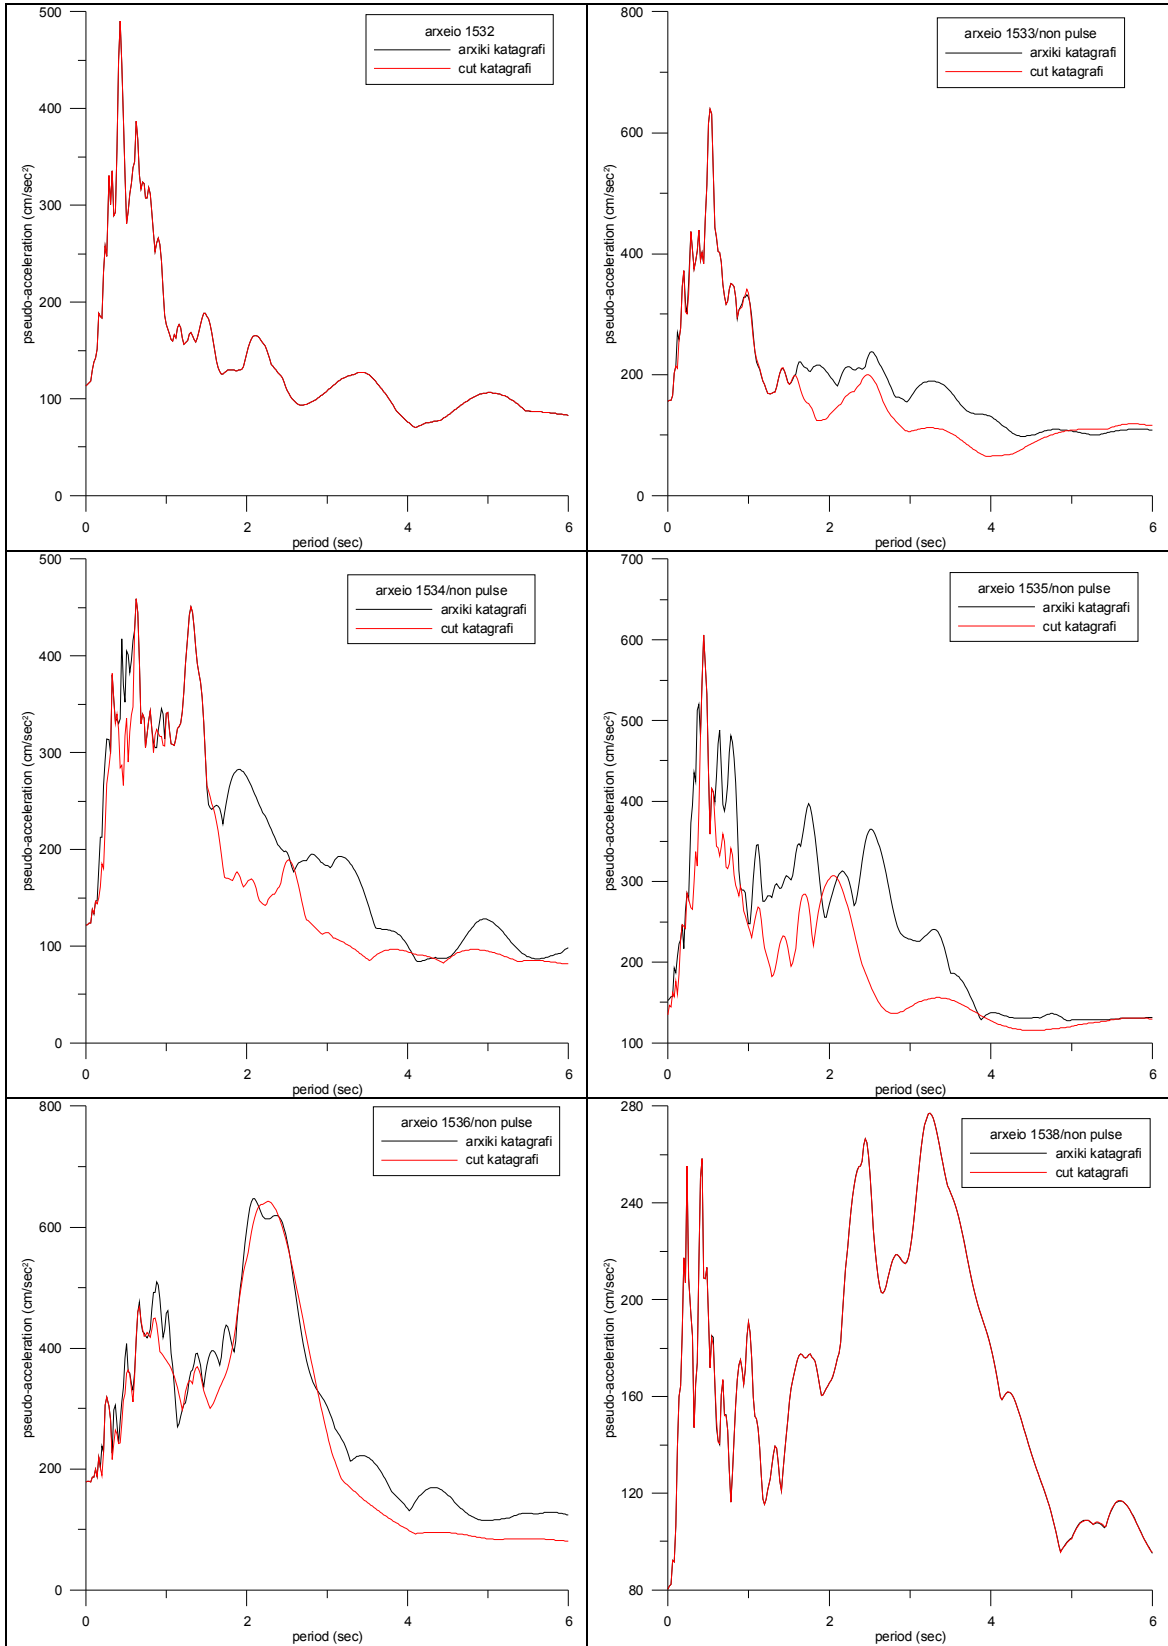 arxeio 1532
arxiki katagrafi
cut katagrafi
500
400
300
200
100
0
pseudo-acceleration (cm/sec²)
0 2 4 6
period (sec)
arxeio 1533/non pulse
arxiki katagrafi
cut katagrafi
800
600
400
200
0
pseudo-acceleration (cm/sec²)
0 2 4 6
period (sec)
arxeio 1534/non pulse
arxiki katagrafi
cut katagrafi
500
400
300
200
100
0
pseudo-acceleration (cm/sec²)
0 2 4 6
period (sec)
arxeio 1535/non pulse
arxiki katagrafi
cut katagrafi
700
600
500
400
300
200
100
pseudo-acceleration (cm/sec²)
0 2 4 6
period (sec)
arxeio 1536/non pulse
arxiki katagrafi
cut katagrafi
800
600
400
200
0
pseudo-acceleration (cm/sec²)
0 2 4 6
period (sec)
arxeio 1538/non pulse
arxiki katagrafi
cut katagrafi
280
240
200
160
120
80
pseudo-acceleration (cm/sec²)
0 2 4 6
period (sec)